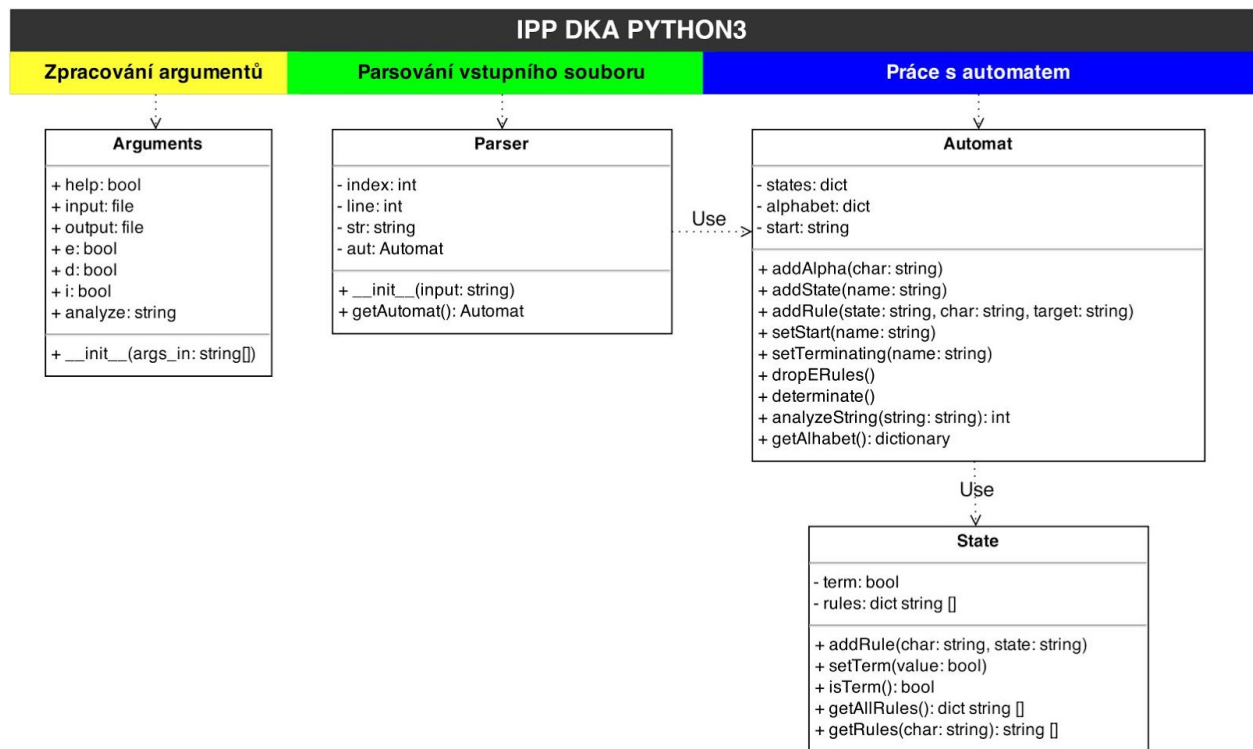 IPP DKA PYTHON3
Zpracování argumentů
Parsování vstupního souboru
Práce s automatem
Arguments
+ help: bool
+ input: file
+ output: file
+ e: bool
+ d: bool
+ i: bool
+ analyze: string
+ __init__(args_in: string[])
Parser
- index: int
- line: int
- str: string
- aut: Automat
+ __init__(input: string)
+ getAutomat(): Automat
Use
Automat
- states: dict
- alphabet: dict
- start: string
+ addAlpha(char: string)
+ addState(name: string)
+ addRule(state: string, char: string, target: string)
+ setStart(name: string)
+ setTerminating(name: string)
+ dropERules()
+ determinate()
+ analyzeString(string: string): int
+ getAlhabet(): dictionary
Use
State
- term: bool
- rules: dict string []
+ addRule(char: string, state: string)
+ setTerm(value: bool)
+ isTerm(): bool
+ getAllRules(): dict string []
+ getRules(char: string): string []